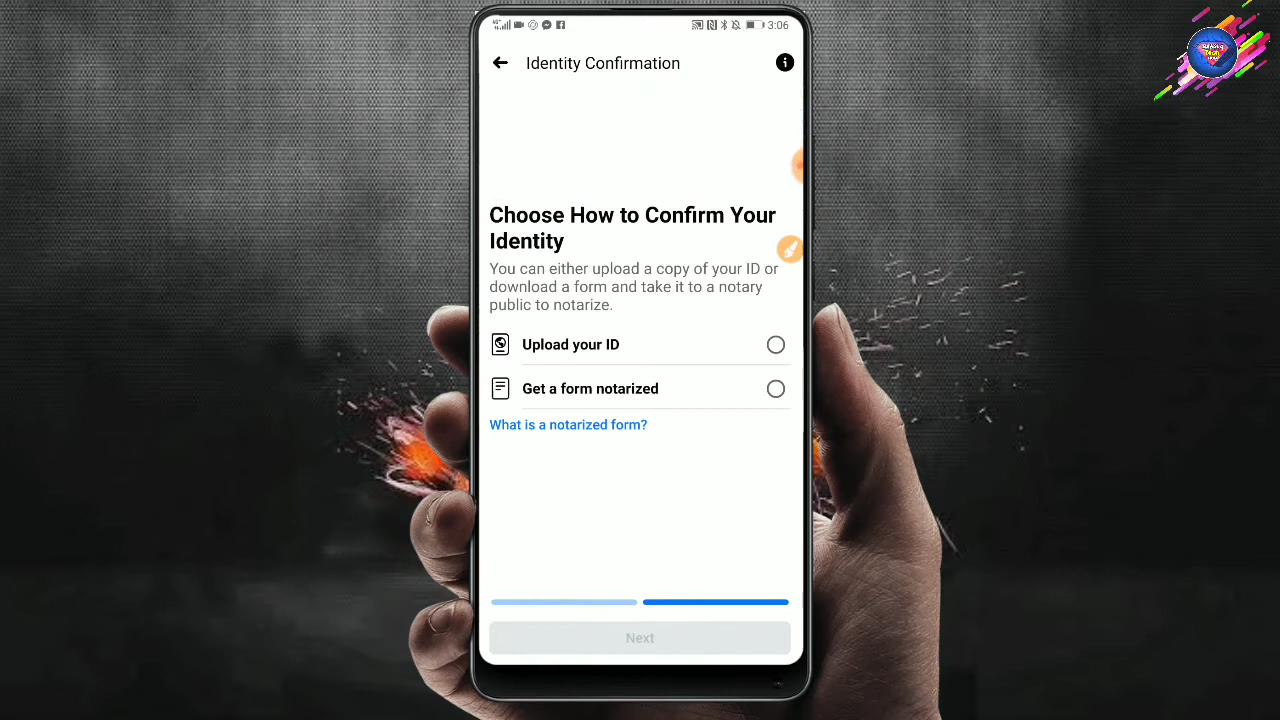 3:06
Identity Confirmation
Choose How to Confirm Your
Identity
You can either upload a copy of your ID or
download a form and take it to a notary
public to notarize.
Upload your ID
Get a form notarized
What is a notarized form?
Next